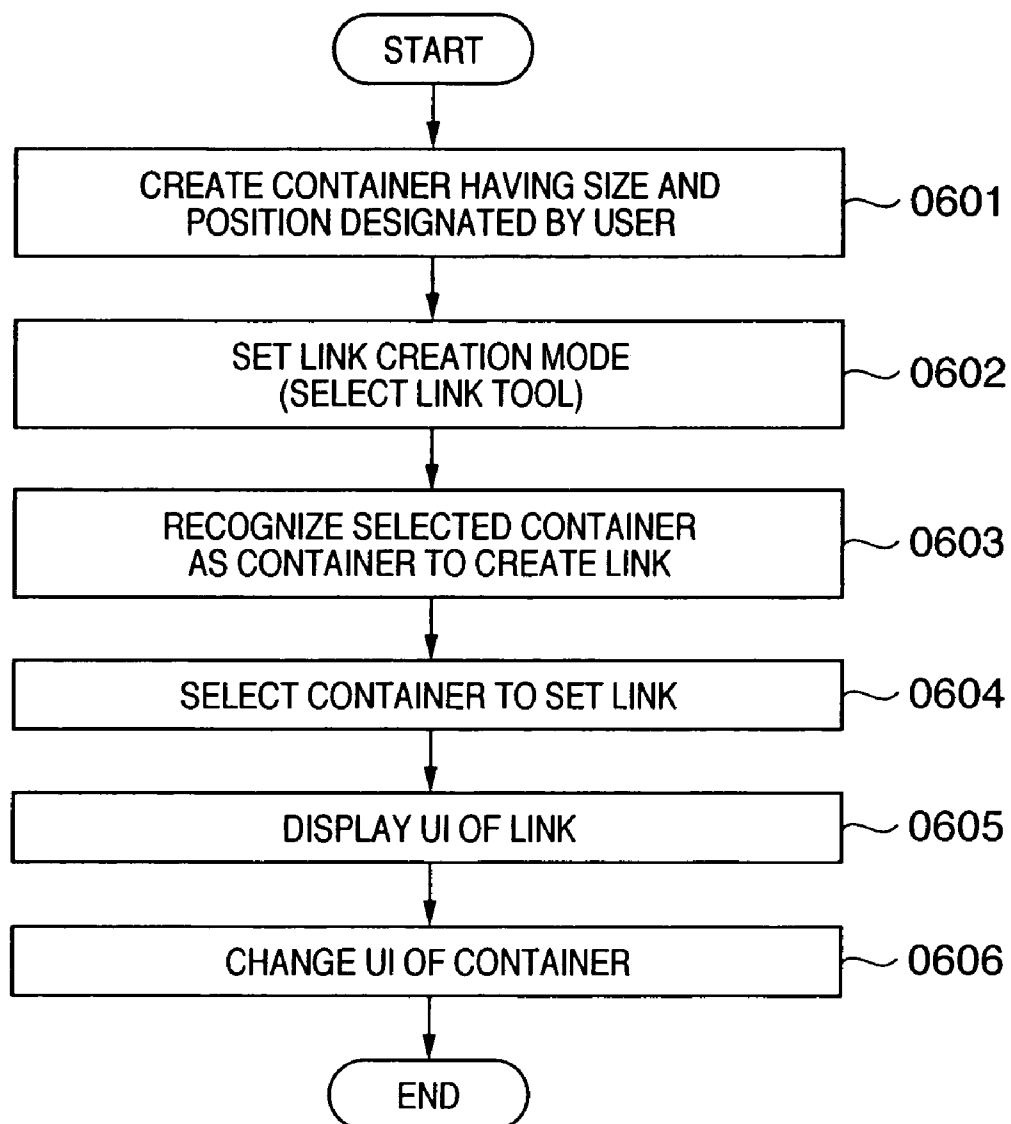 START
CREATE CONTAINER HAVING SIZE AND
POSITION DESIGNATED BY USER
0601
SET LINK CREATION MODE
(SELECT LINK TOOL)
0602
RECOGNIZE SELECTED CONTAINER
AS CONTAINER TO CREATE LINK
0603
SELECT CONTAINER TO SET LINK
0604
DISPLAY UI OF LINK
0605
CHANGE UI OF CONTAINER
0606
END